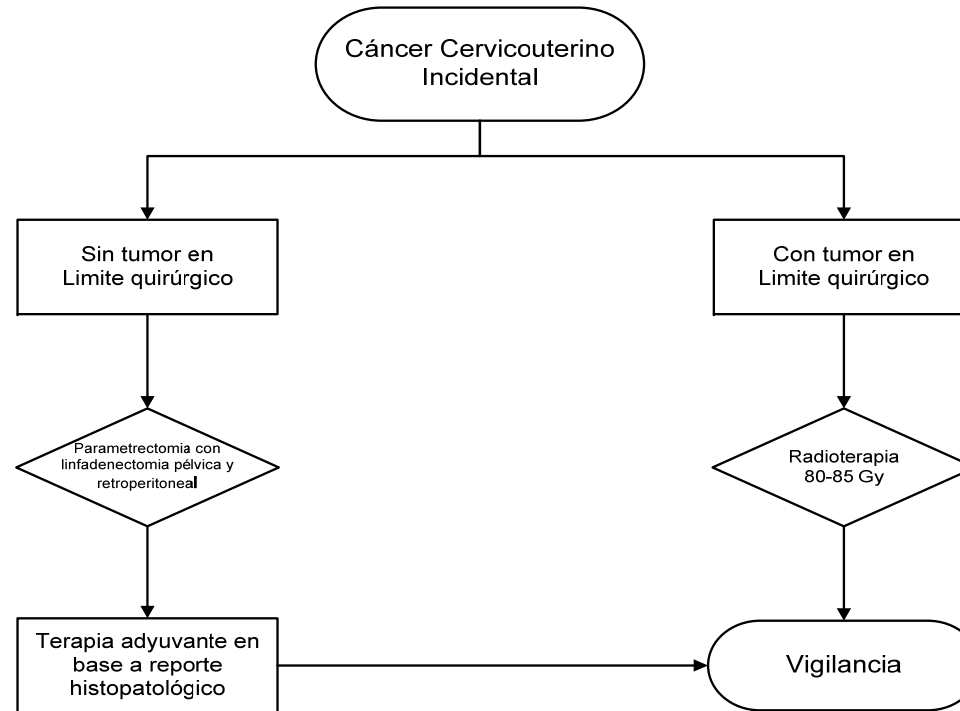 Cáncer Cervicouterino
Incidental
Sin tumor en
Limite quirúrgico
Con tumor en
Limite quirúrgico
Parametrectomia con
linfadenectomia pélvica y
retroperitoneal
Radioterapia
80-85 Gy
Terapia adyuvante en
base a reporte
histopatológico
Vigilancia